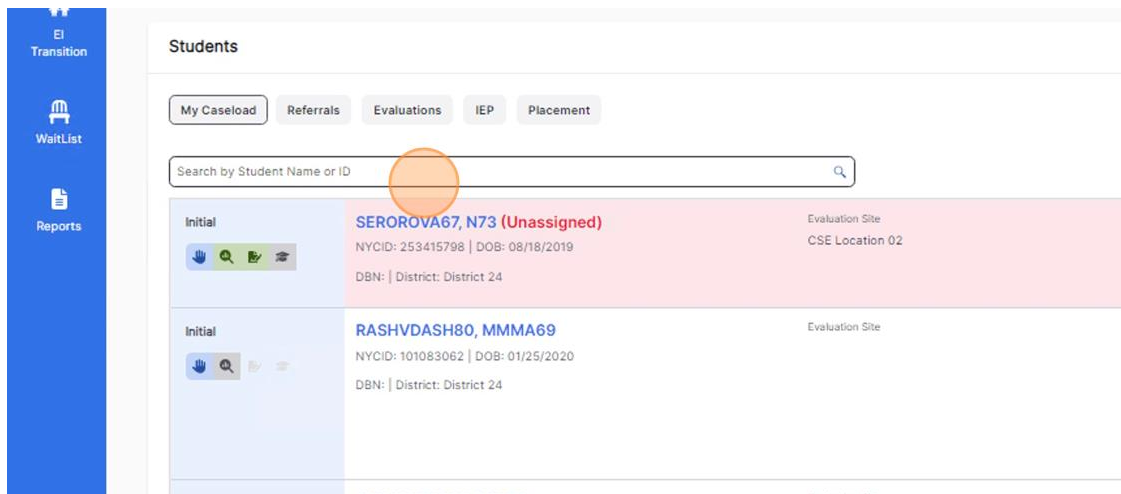 EI
Transition
WaitList
Reports
Students
My Caseload Referrals Evaluations IEP Placement
Search by Student Name or ID
Initial
SEROROVA67, N73 (Unassigned)
NYCID: 253415798 | DOB: 08/18/2019
DBN: | District: District 24
Evaluation Site
CSE Location 02
Initial
RASHVDASH80, MMMA69
NYCID: 101083062 | DOB: 01/25/2020
DBN: | District: District 24
Evaluation Site